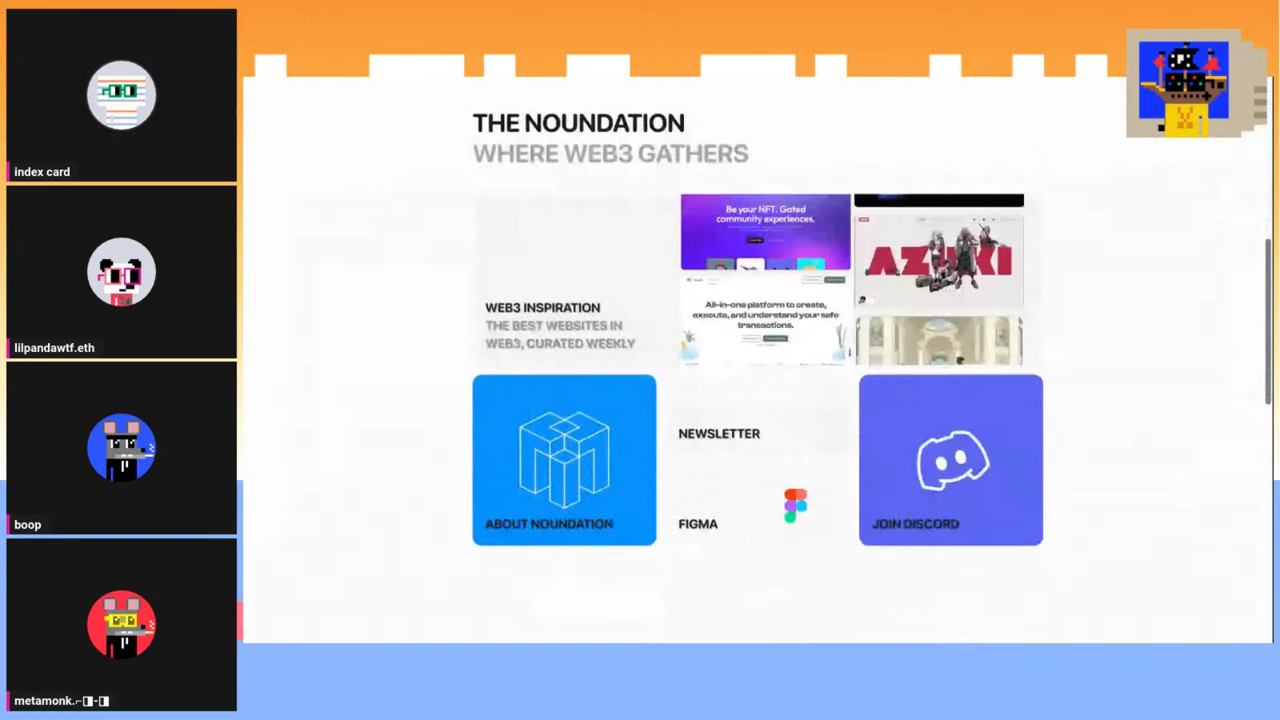 index card
lilpandawtf.eth
boop
metamonk.⌐◨-◨
THE NOUNDATION
WHERE WEB3 GATHERS
WEB3 INSPIRATION
THE BEST WEBSITES IN
WEB3, CURATED WEEKLY
Be your NFT. Gated
community experiences.
All-in-one platform to create,
execute, and understand your safe
transactions.
AZUKI
ABOUT NOUNDATION
NEWSLETTER
FIGMA
JOIN DISCORD